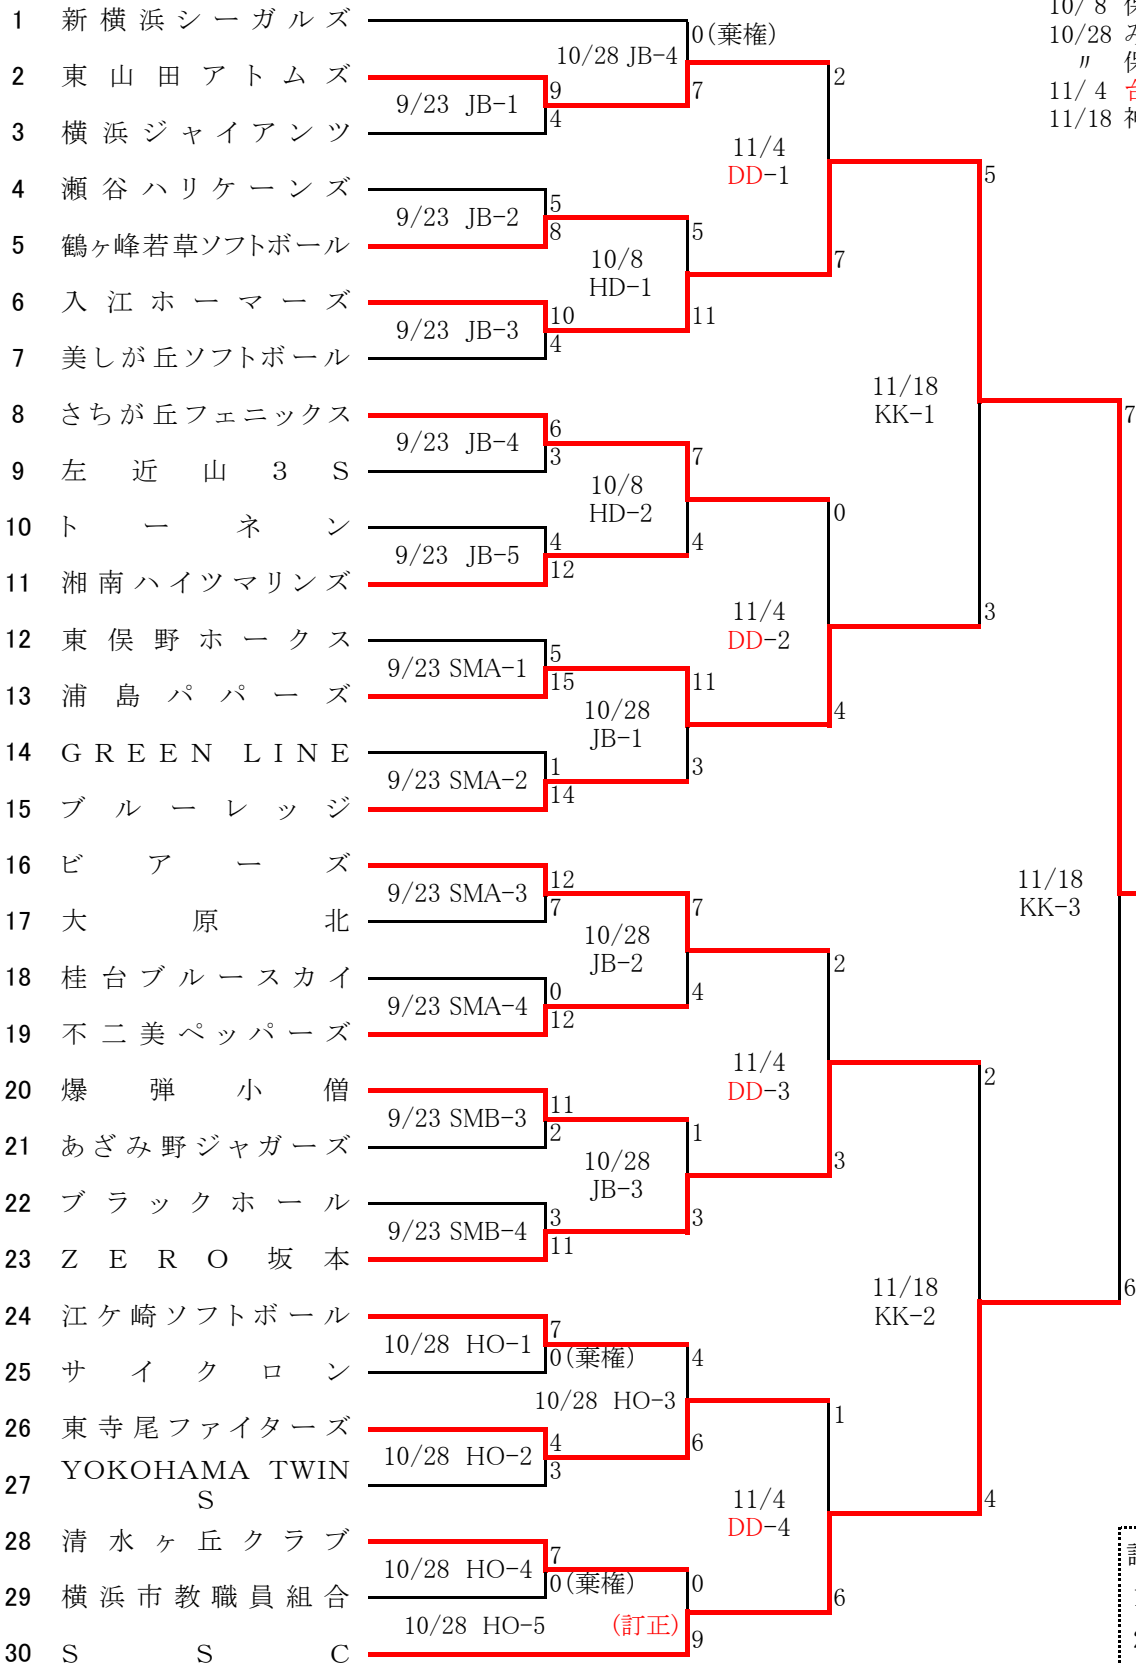 1 新横浜シーガルズ
2 東山田アトムズ
3 横浜ジャイアンツ
4 瀬谷ハリケーンズ
5 鶴ヶ峰若草ソフトボール
6 入江ホーマーズ
7 美しが丘ソフトボール
8 さちが丘フェニックス
9 左近山3S
10 トーネン
11 湘南ハイツマリンズ
12 東俣野ホークス
13 浦島パパーズ
14 GREEN LINE
15 ブルーレッジ
16 ビアーズ
17 大原北
18 桂台ブルースカイ
19 不二美ペッパーズ
20 爆弾小僧
21 あざみ野ジャガーズ
22 ブラックホール
23 ZERO坂本
24 江ケ崎ソフトボール
25 サイクロン
26 東寺尾ファイターズ
27 YOKOHAMA TWIN
S
28 清水ヶ丘クラブ
29 横浜市教職員組合
30 SSC
9/23 JB-1
9
4
9/23 JB-2
5
8
9/23 JB-3
10
4
9/23 JB-4
6
3
9/23 JB-5
4
12
9/23 SMA-1
5
15
9/23 SMA-2
1
14
9/23 SMA-3
12
7
9/23 SMA-4
0
12
9/23 SMB-3
11
2
9/23 SMB-4
3
11
10/28 HO-1
7
0(棄権)
10/28 HO-2
4
3
10/28 HO-4
7
0(棄権)
10/28 JB-4
0(棄権)
7
10/8
HD-1
5
11
10/8
HD-2
7
4
10/28
JB-1
11
3
10/28
JB-2
7
4
10/28
JB-3
1
3
10/28 HO-3
4
6
10/28 HO-5
(訂正)
0
9
11/4
DD-1
2
7
11/4
DD-2
0
4
11/4
DD-3
2
3
11/4
DD-4
1
6
11/18
KK-1
5
3
11/18
KK-2
2
4
11/18
KK-3
7
6
10/ 8
10/28 み
〃
11/ 4 台
11/18 神